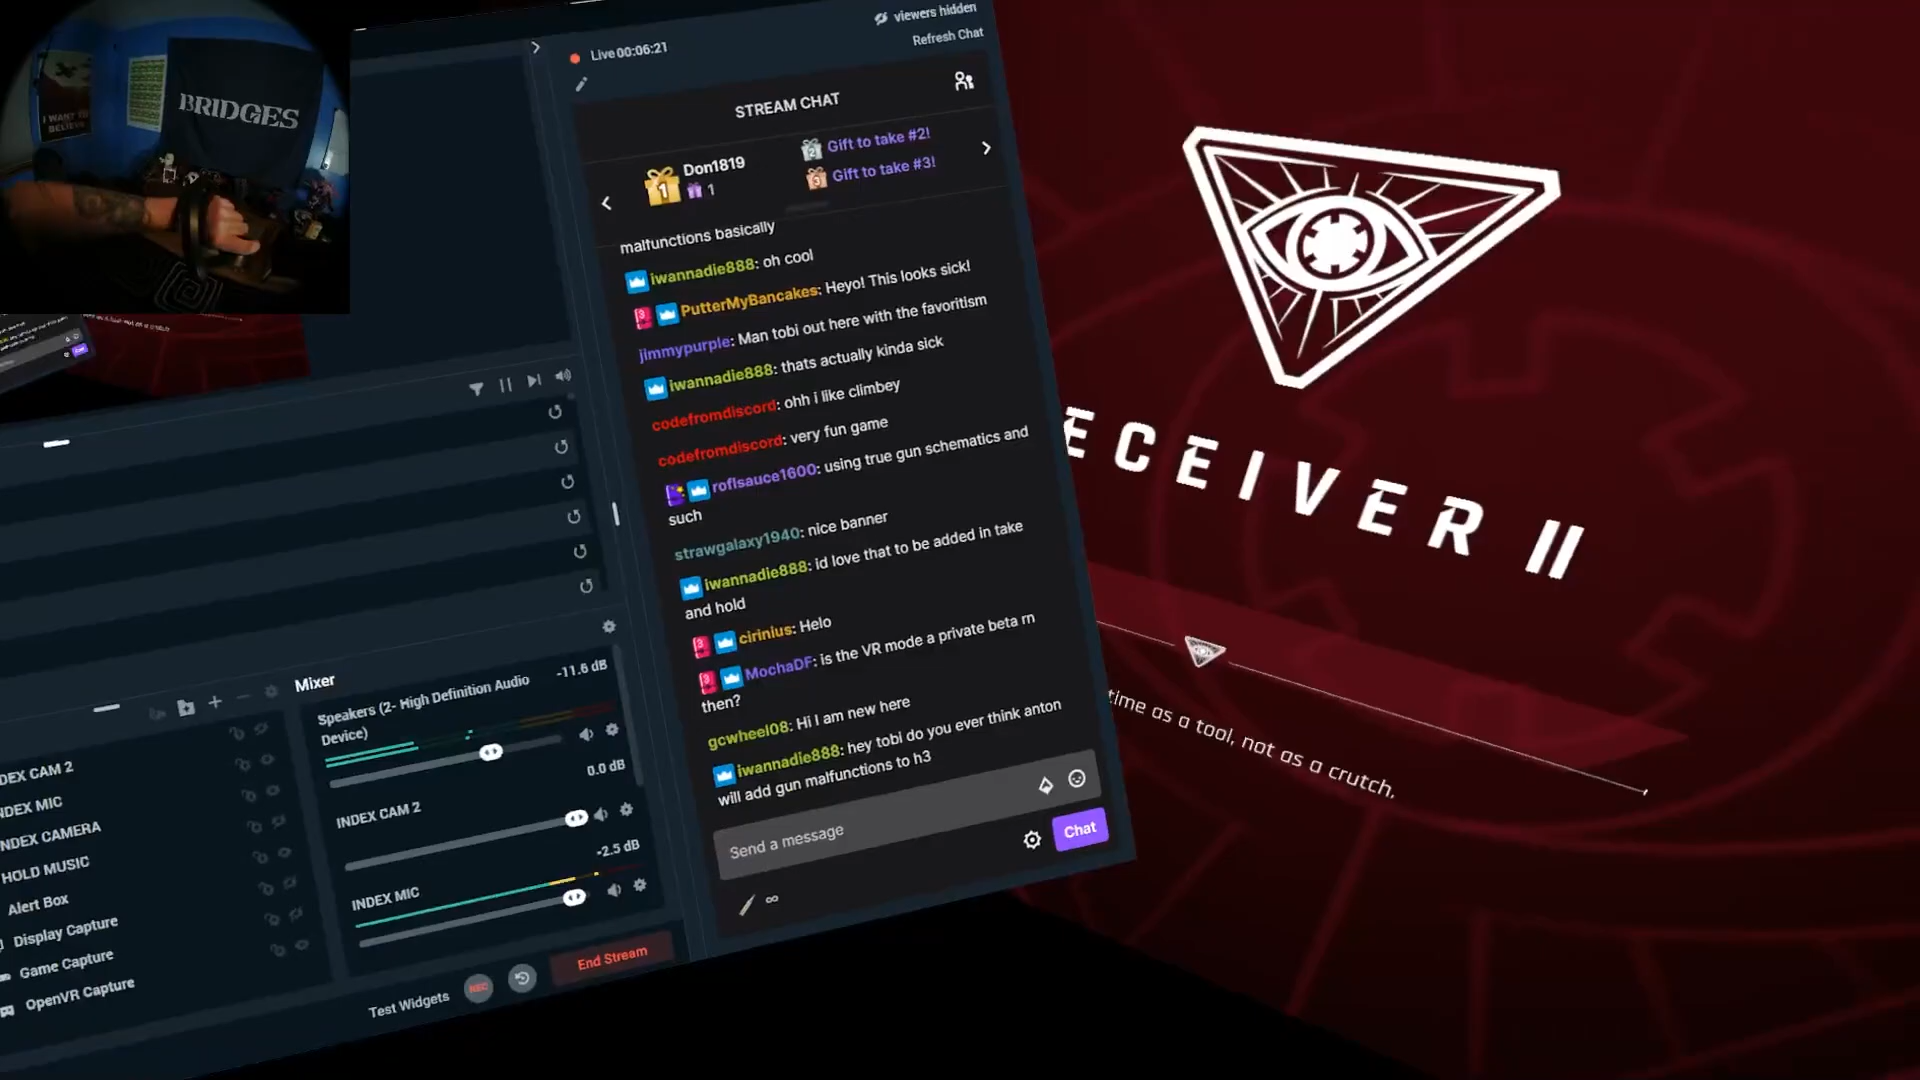 I WANT TO
BELIEVE
BRIDGES
Live 00:06:21
viewers hidden
Refresh Chat
STREAM CHAT
Don1819
1
Gift to take #2!
Gift to take #3!
malfunctions basically
iwannadie888: oh cool
PutterMyBancakes: Heyo! This looks sick!
jimmypurple: Man tobi out here with the favoritism
iwannadie888: thats actually kinda sick
codefromdiscord: ohh i like climbey
codefromdiscord: very fun game
roflsauce1600: using true gun schematics and
such
strawgalaxy1940: nice banner
iwannadie888: id love that to be added in take
and hold
cirinius: Helo
MochaDF: is the VR mode a private beta rn
then?
gcwheel08: Hi I am new here
iwannadie888: hey tobi do you ever think anton
will add gun malfunctions to h3
Send a message
Chat
∞
Mixer
Speakers (2- High Definition Audio
Device)
-11.6 dB
INDEX CAM 2
0.0 dB
INDEX MIC
-2.5 dB
NDEX CAM 2
NDEX MIC
NDEX CAMERA
HOLD MUSIC
Alert Box
Display Capture
Game Capture
OpenVR Capture
Test Widgets
REC
End Stream
ECEIVER II
time as a tool, not as a crutch.